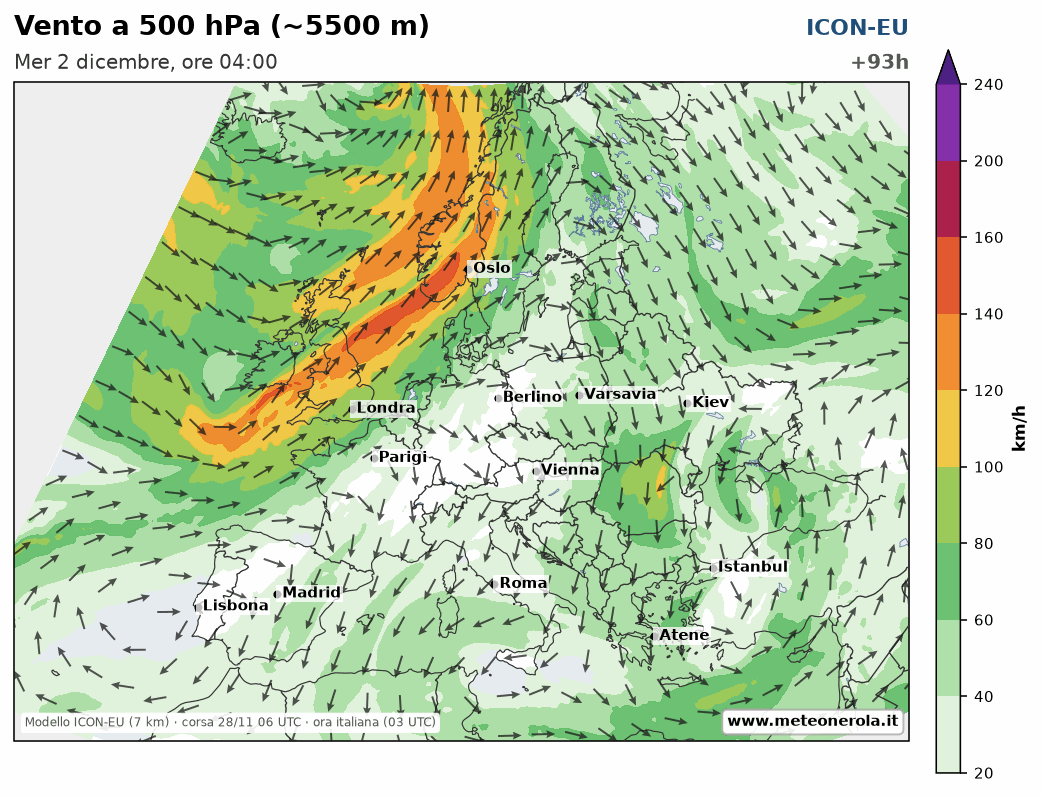 Vento a 500 hPa (~5500 m)
ICON-EU
Mer 2 dicembre, ore 04:00
+93h
240
200
160
140
120
100
80
60
40
20
km/h
Oslo
Londra
Berlino
Varsavia
Kiev
Parigi
Vienna
Istanbul
Roma
Madrid
Lisbona
Atene
Modello ICON-EU (7 km) · corsa 28/11 06 UTC · ora italiana (03 UTC)
www.meteonerola.it